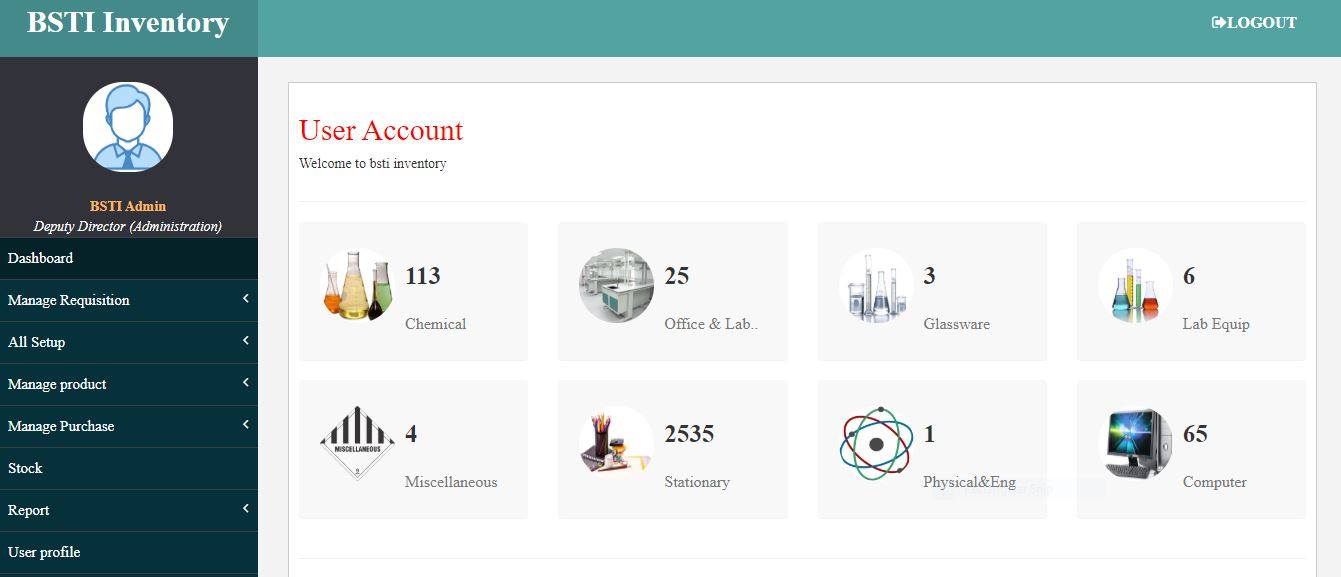 BSTI Inventory
LOGOUT
BSTI Admin
Deputy Director (Administration)
Dashboard
Manage Requisition
All Setup
Manage product
Manage Purchase
Stock
Report
User profile
User Account
Welcome to bsti inventory
113
Chemical
25
Office & Lab..
3
Glassware
6
Lab Equip
4
Miscellaneous
MISCELLANEOUS
2535
Stationary
1
Physical&Eng
65
Computer